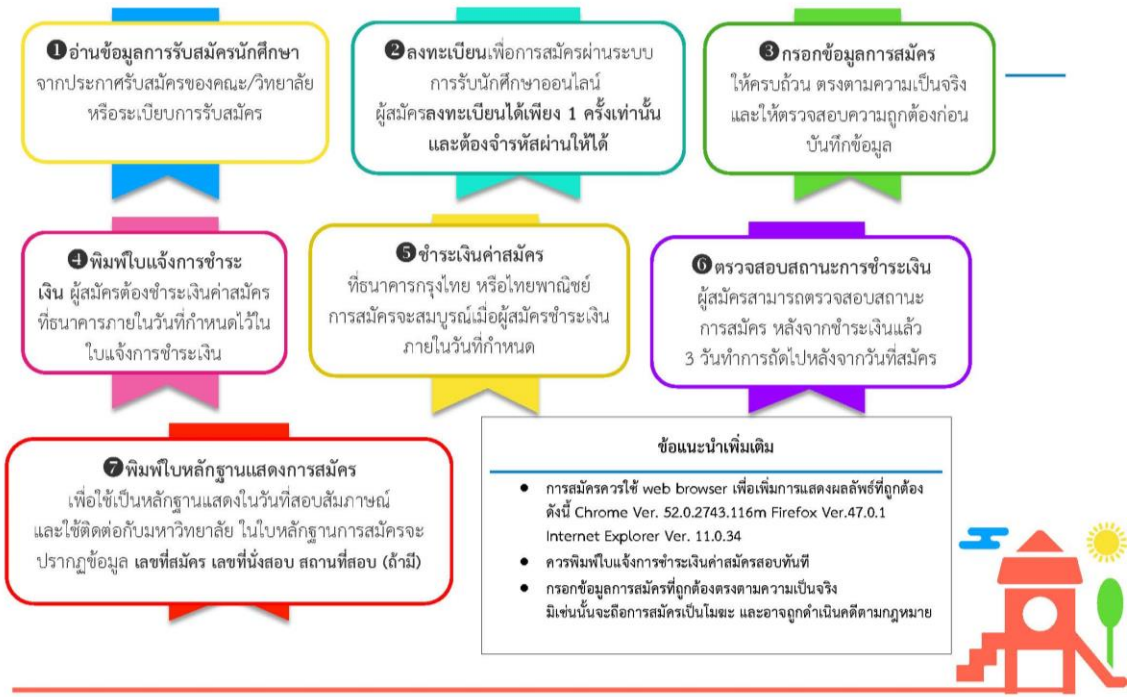 ❶อ่านข้อมูลการรับสมัครนักศึกษา
จากประกาศรับสมัครของคณะ/วิทยาลัย
หรือระเบียบการรับสมัคร
❷ลงทะเบียนเพื่อการสมัครผ่านระบบ
การรับนักศึกษาออนไลน์
ผู้สมัครลงทะเบียนได้เพียง 1 ครั้งเท่านั้น
และต้องจำรหัสผ่านให้ได้
❸กรอกข้อมูลการสมัคร
ให้ครบถ้วน ตรงตามความเป็นจริง
และให้ตรวจสอบความถูกต้องก่อน
บันทึกข้อมูล
❹พิมพ์ใบแจ้งการชำระ
เงิน ผู้สมัครต้องชำระเงินค่าสมัคร
ที่ธนาคารภายในวันที่กำหนดไว้ใน
ใบแจ้งการชำระเงิน
❺ชำระเงินค่าสมัคร
ที่ธนาคารกรุงไทย หรือไทยพาณิชย์
การสมัครจะสมบูรณ์เมื่อผู้สมัครชำระเงิน
ภายในวันที่กำหนด
❻ตรวจสอบสถานะการชำระเงิน
ผู้สมัครสามารถตรวจสอบสถานะ
การสมัคร หลังจากชำระเงินแล้ว
3 วันทำการถัดไปหลังจากวันที่สมัคร
❼พิมพ์ใบหลักฐานแสดงการสมัคร
เพื่อใช้เป็นหลักฐานแสดงในวันที่สอบสัมภาษณ์
และใช้ติดต่อกับมหาวิทยาลัย ในใบหลักฐานการสมัครจะ
ปรากฏข้อมูล เลขที่สมัคร เลขที่นั่งสอบ สถานที่สอบ (ถ้ามี)
ข้อแนะนำเพิ่มเติม
● การสมัครควรใช้ web browser เพื่อเพิ่มการแสดงผลลัพธ์ที่ถูกต้อง
ดังนี้ Chrome Ver. 52.0.2743.116m Firefox Ver.47.0.1
Internet Explorer Ver. 11.0.34
● ควรพิมพ์ใบแจ้งการชำระเงินค่าสมัครสอบทันที
● กรอกข้อมูลการสมัครที่ถูกต้องตรงตามความเป็นจริง
มิเช่นนั้นจะถือการสมัครเป็นโมฆะ และอาจถูกดำเนินคดีตามกฎหมาย